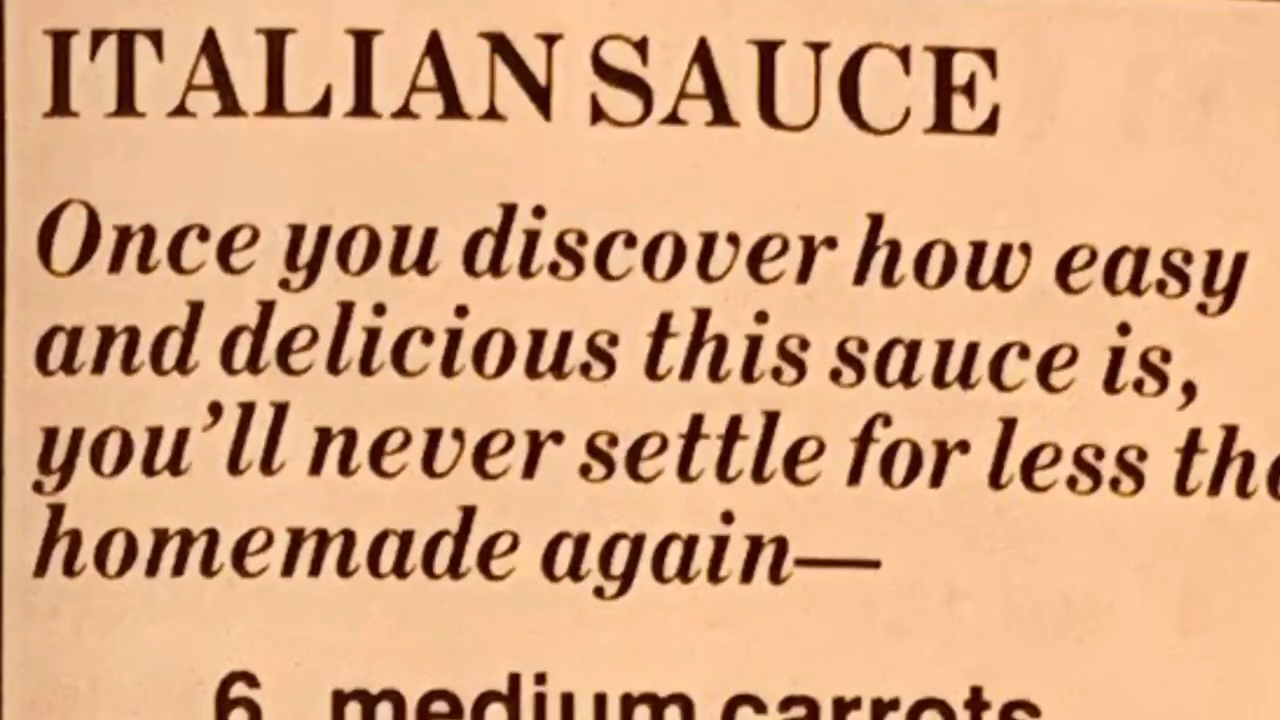 ITALIAN SAUCE
Once you discover how easy
and delicious this sauce is,
you'll never settle for less
homemade again—
6 medium carrots